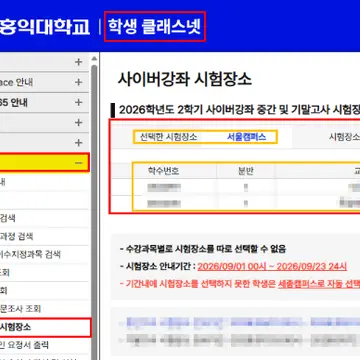 홍익대학교 | 학생 클래스넷
ace 안내
65 안내
내
검색
과정 검색
이수지정과목 검색
회
회
문조사 조회
시험장소
인 요청서 출력
사이버강좌 시험장소
2026학년도 2학기 사이버강좌 중간 및 기말고사 시험장
선택한 시험장소 서울캠퍼스 시험장소
학수번호 분반 교
- 수강과목별로 시험장소를 따로 선택할 수 없음
- 시험장소 안내기간 : 2026/09/01 00시 ~ 2026/09/23 24시
- 기간내에 시험장소를 선택하지 못한 학생은 세종캠퍼스로 자동 선택